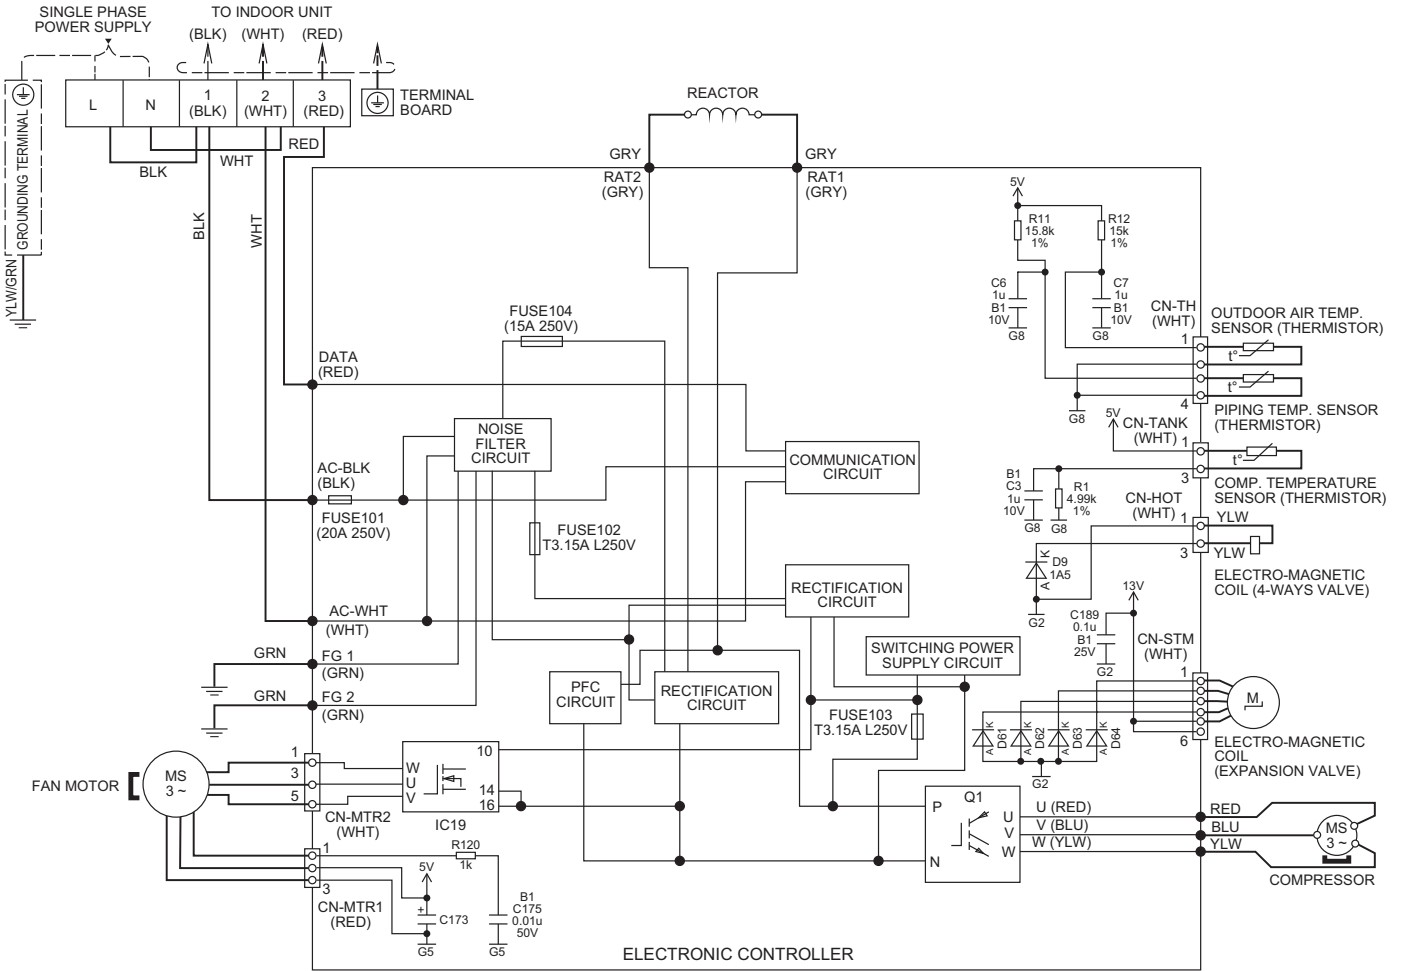 SINGLE PHASE
POWER SUPPLY
TO INDOOR UNIT
(BLK)
(WHT)
(RED)
L
N
1
(BLK)
2
(WHT)
3
(RED)
TERMINAL
BOARD
GROUNDING TERMINAL
YLW/GRN
BLK
WHT
RED
BLK
WHT
REACTOR
GRY
GRY
RAT2
(GRY)
RAT1
(GRY)
5V
R11
15.8k
1%
R12
15k
1%
C6
1u
B1
10V
G8
C7
1u
B1
10V
G8
CN-TH
(WHT)
1
4
G8
OUTDOOR AIR TEMP.
SENSOR (THERMISTOR)
t°
t°
PIPING TEMP. SENSOR
(THERMISTOR)
FUSE104
(15A 250V)
DATA
(RED)
NOISE
FILTER
CIRCUIT
COMMUNICATION
CIRCUIT
AC-BLK
(BLK)
FUSE101
(20A 250V)
FUSE102
T3.15A L250V
5V
CN-TANK
(WHT)
1
3
t°
COMP. TEMPERATURE
SENSOR (THERMISTOR)
B1
C3
1u
10V
G8
R1
4.99k
1%
G8
CN-HOT
(WHT)
1
3
YLW
YLW
K
D9
1A5
A
G2
ELECTRO-MAGNETIC
COIL (4-WAYS VALVE)
RECTIFICATION
CIRCUIT
AC-WHT
(WHT)
GRN
FG 1
(GRN)
GRN
FG 2
(GRN)
SWITCHING POWER
SUPPLY CIRCUIT
PFC
CIRCUIT
RECTIFICATION
CIRCUIT
FUSE103
T3.15A L250V
13V
C189
0.1u
B1
25V
G2
CN-STM
(WHT)
1
6
M
K
A
D61
K
A
D62
K
A
D63
K
A
D64
G2
ELECTRO-MAGNETIC
COIL
(EXPANSION VALVE)
FAN MOTOR
MS
3 ~
1
3
5
CN-MTR2
(WHT)
W
U
V
10
14
16
IC19
1
3
CN-MTR1
(RED)
R120
1k
5V
+
C173
G5
B1
C175
0.01u
50V
G5
P
N
Q1
U
V
W
U (RED)
V (BLU)
W (YLW)
RED
BLU
YLW
MS
3 ~
COMPRESSOR
ELECTRONIC CONTROLLER